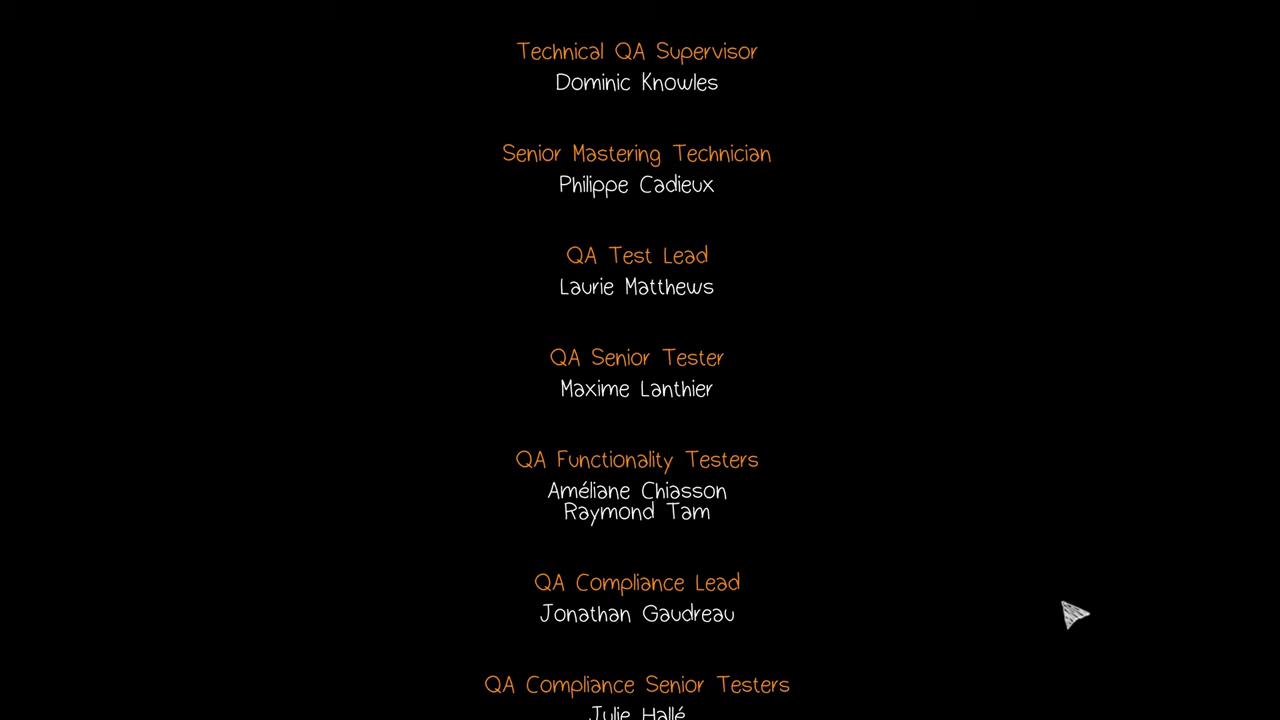 Technical QA Supervisor
Dominic Knowles
Senior Mastering Technician
Philippe Cadieux
QA Test Lead
Laurie Matthews
QA Senior Tester
Maxime Lanthier
QA Functionality Testers
Améliane Chiasson
Raymond Tam
QA Compliance Lead
Jonathan Gaudreau
QA Compliance Senior Testers
Julie Hallé